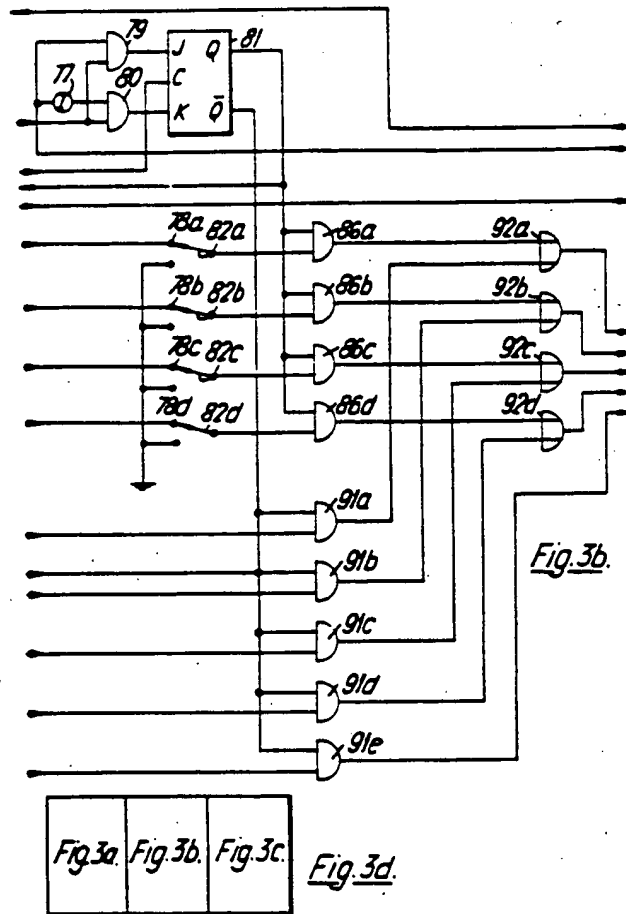 79
J Q 81
77
C
80
K Q̅
78a 82a 86a 92a
78b 82b 86b 92b
78c 82c 86c 92c
78d 82d 86d 92d
91a
91b
Fig.3b.
91c
91d
91e
Fig.3a. Fig.3b. Fig.3c. Fig.3d.